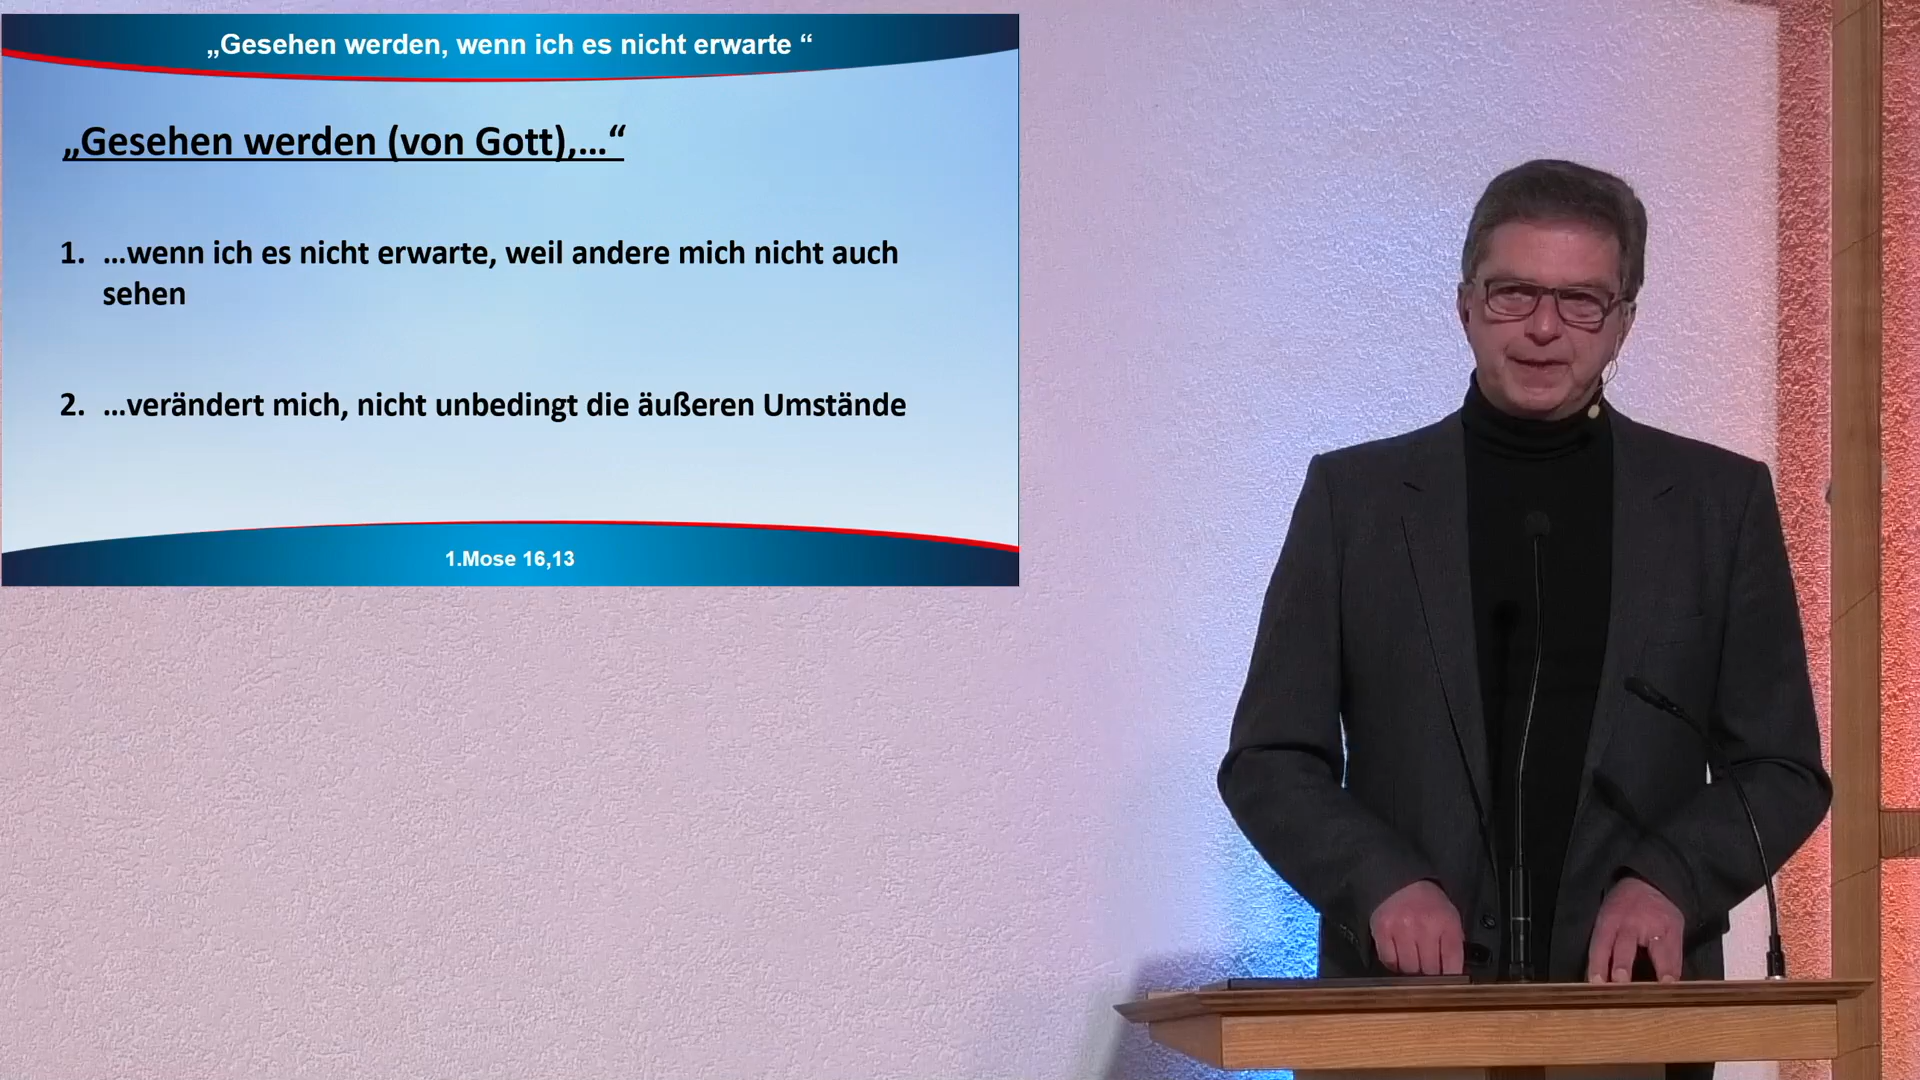 „Gesehen werden, wenn ich es nicht erwarte “
„Gesehen werden (von Gott),...“
1. ...wenn ich es nicht erwarte, weil andere mich nicht auch
sehen
2. ...verändert mich, nicht unbedingt die äußeren Umstände
1.Mose 16,13